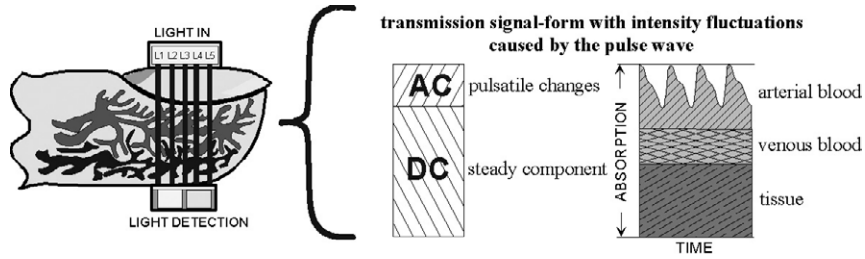 LIGHT IN
L1 L2 L3 L4 L5
LIGHT DETECTION
transmission signal-form with intensity fluctuations
caused by the pulse wave
AC
pulsatile changes
DC
steady component
ABSORPTION
arterial blood
venous blood
tissue
TIME